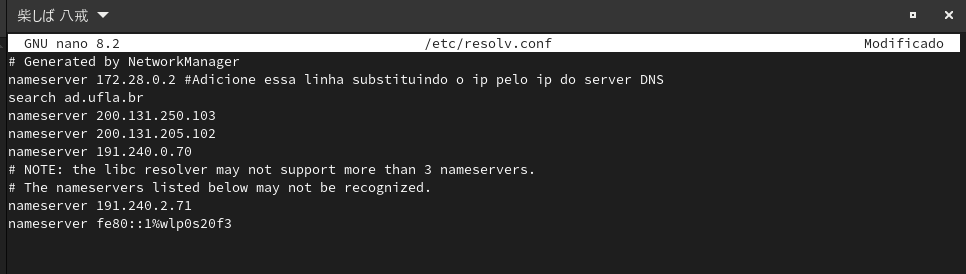 柴しば 八戒
GNU nano 8.2 /etc/resolv.conf Modificado
# Generated by NetworkManager
nameserver 172.28.0.2 #Adicione essa linha substituindo o ip pelo ip do server DNS
search ad.ufla.br
nameserver 200.131.250.103
nameserver 200.131.205.102
nameserver 191.240.0.70
# NOTE: the libc resolver may not support more than 3 nameservers.
# The nameservers listed below may not be recognized.
nameserver 191.240.2.71
nameserver fe80::1%wlp0s20f3